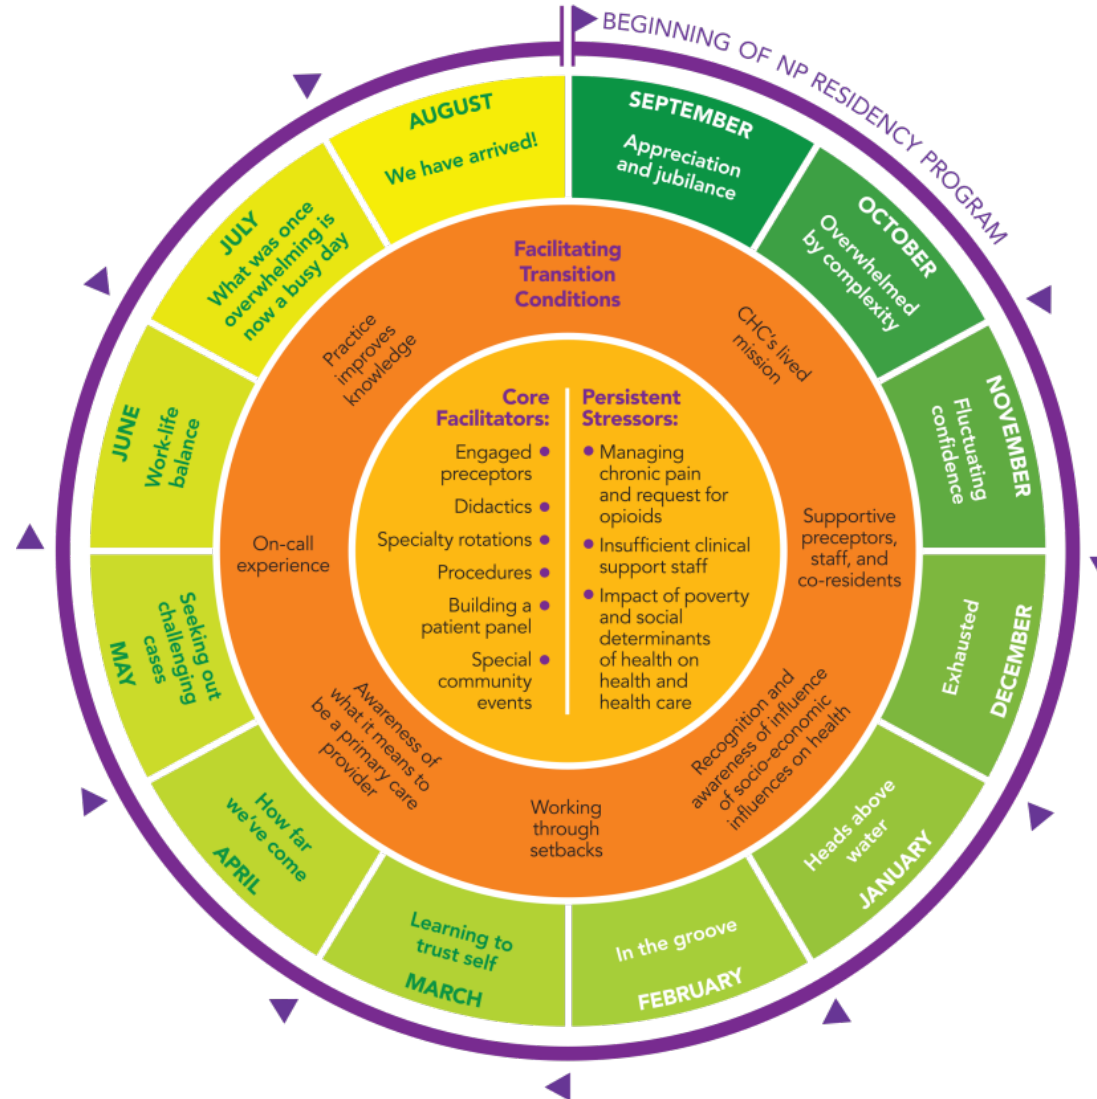 BEGINNING OF NP RESIDENCY PROGRAM
SEPTEMBER
Appreciation
and jubilance
OCTOBER
Overwhelmed
by complexity
NOVEMBER
Fluctuating
confidence
DECEMBER
Exhausted
JANUARY
Heads above
water
FEBRUARY
In the groove
MARCH
Learning to
trust self
APRIL
How far
we've come
MAY
Seeking out
challenging
cases
JUNE
Work-life
balance
JULY
What was once
overwhelming is
now a busy day
AUGUST
We have arrived!
Facilitating
Transition
Conditions
CHC's lived
mission
Supportive
preceptors,
staff, and
co-residents
Recognition and
awareness of influence
of socio-economic
influences on health
Working
through
setbacks
Awareness of
what it means to
be a primary care
provider
On-call
experience
Practice
improves
knowledge
Core
Facilitators:
Engaged
preceptors
Didactics
Specialty rotations
Procedures
Building a
patient panel
Special
community
events
Persistent
Stressors:
Managing
chronic pain
and request for
opioids
Insufficient clinical
support staff
Impact of poverty
and social
determinants
of health on
health and
health care